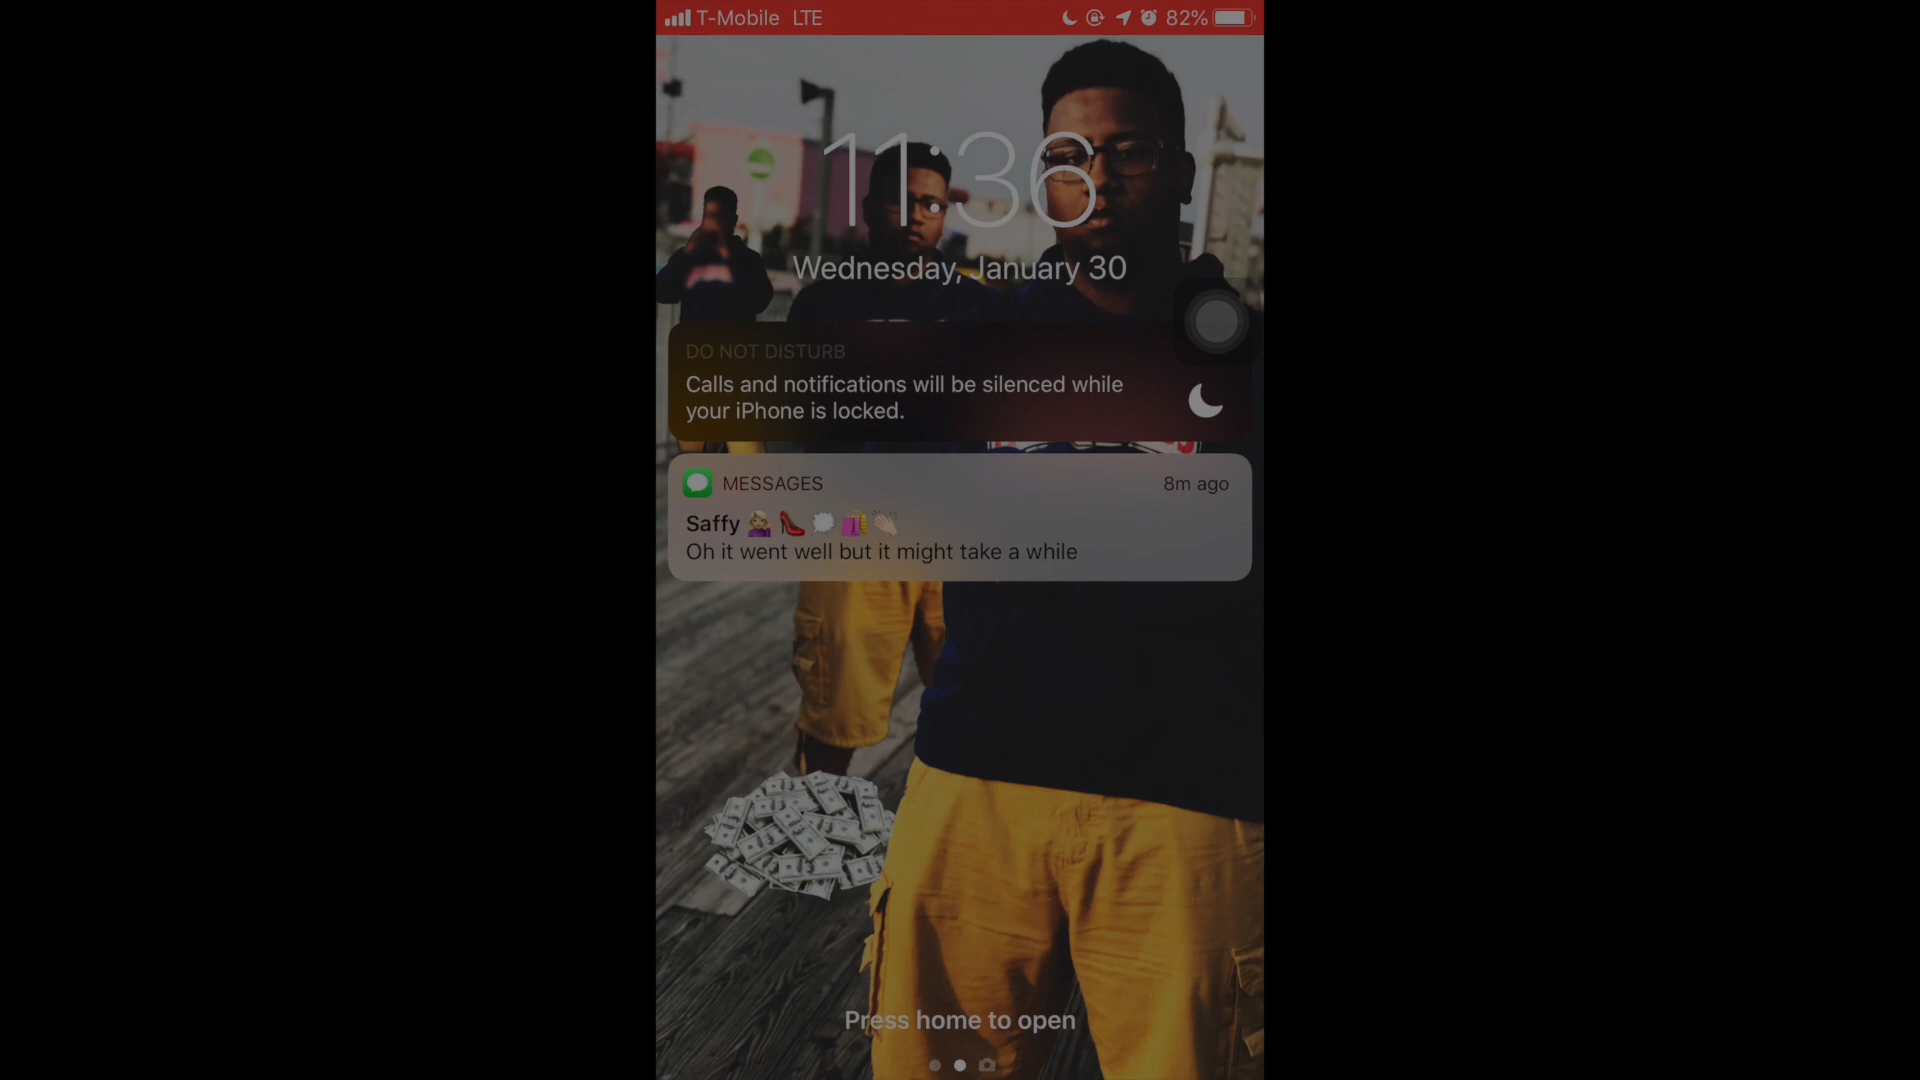 T-Mobile LTE 82%
11:36
Wednesday, January 30
DO NOT DISTURB
Calls and notifications will be silenced while
your iPhone is locked.
MESSAGES 8m ago
Saffy 💁🏼‍♀️👠💭🛍👏🏼
Oh it went well but it might take a while
Press home to open